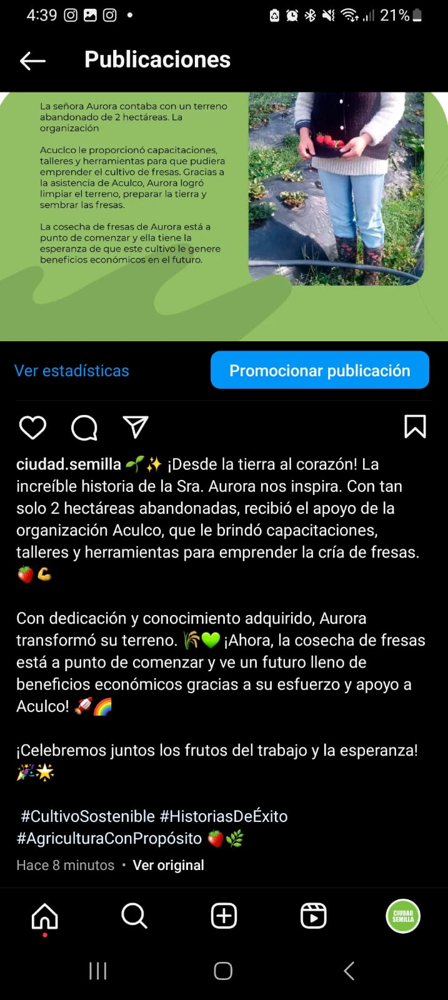 4:39
21%
Publicaciones
La señora Aurora contaba con un terreno
abandonado de 2 hectáreas. La
organización
Acuclco le proporcionó capacitaciones,
talleres y herramientas para que pudiera
emprender el cultivo de fresas. Gracias a
la asistencia de Aculco, Aurora logró
limpiar el terreno, preparar la tierra y
sembrar las fresas.
La cosecha de fresas de Aurora está a
punto de comenzar y ella tiene la
esperanza de que este cultivo le genere
beneficios económicos en el futuro.
Ver estadísticas
Promocionar publicación
ciudad.semilla 🌱✨ ¡Desde la tierra al corazón! La
increíble historia de la Sra. Aurora nos inspira. Con tan
solo 2 hectáreas abandonadas, recibió el apoyo de la
organización Aculco, que le brindó capacitaciones,
talleres y herramientas para emprender la cría de fresas.
🍓💪
Con dedicación y conocimiento adquirido, Aurora
transformó su terreno. 🌾💚 ¡Ahora, la cosecha de fresas
está a punto de comenzar y ve un futuro lleno de
beneficios económicos gracias a su esfuerzo y apoyo a
Aculco! 🚀🌈
¡Celebremos juntos los frutos del trabajo y la esperanza!
🎉🌟
#CultivoSostenible #HistoriasDeÉxito
#AgriculturaConPropósito 🍓🌿
Hace 8 minutos • Ver original
CIUDAD
SEMILLA